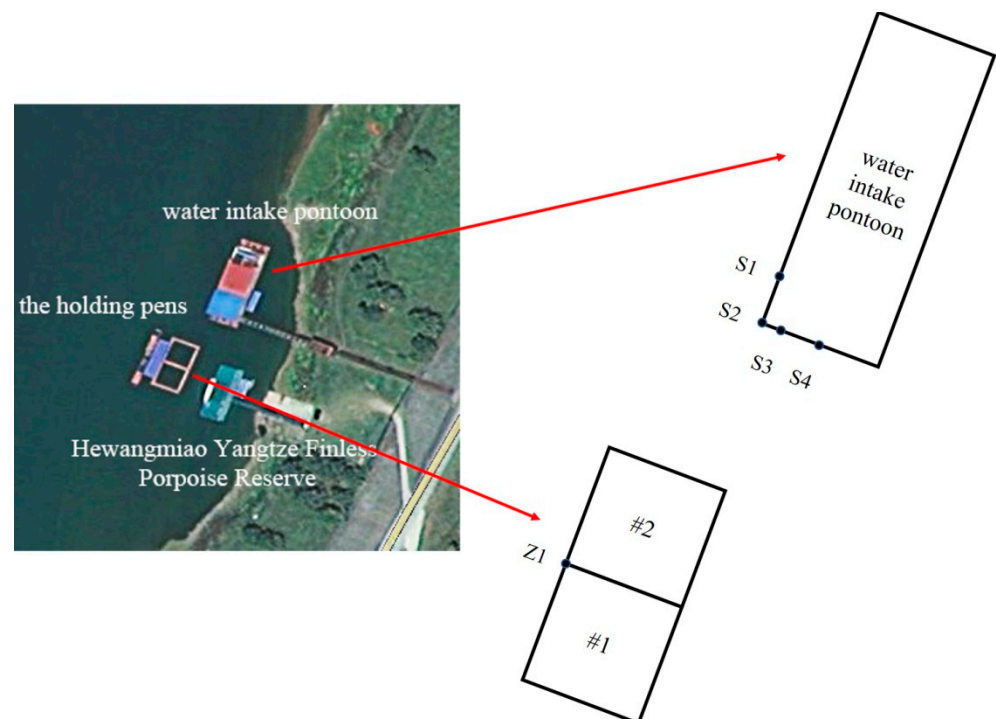 water intake pontoon
the holding pens
Hewangmiao Yangtze Finless
Porpoise Reserve
water
intake
pontoon
S1
S2
S3
S4
Z1
#2
#1